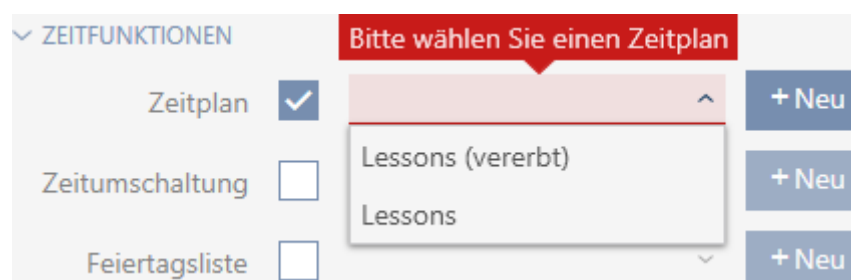 ZEITFUNKTIONEN
Bitte wählen Sie einen Zeitplan
Zeitplan
+ Neu
Lessons (vererbt)
Zeitumschaltung
+ Neu
Lessons
Feiertagsliste
+ Neu